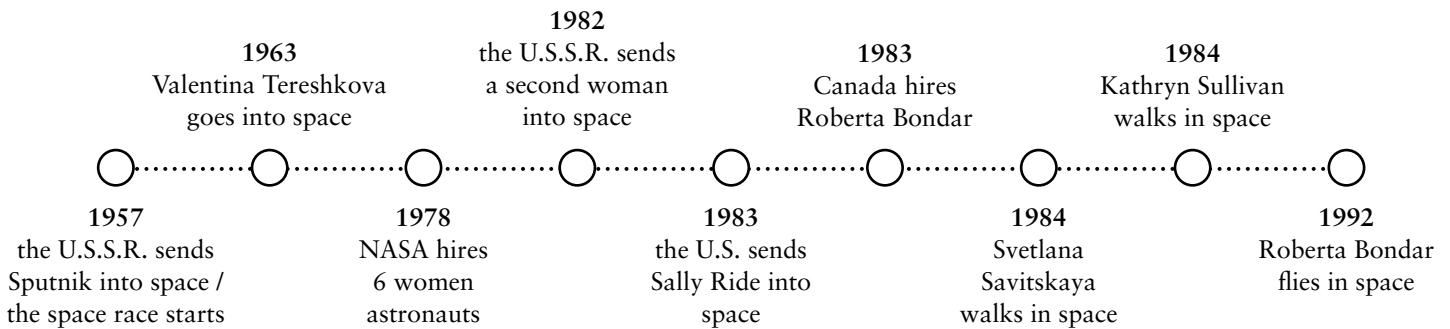 1957
the U.S.S.R. sends
Sputnik into space /
the space race starts
1963
Valentina Tereshkova
goes into space
1978
NASA hires
6 women
astronauts
1982
the U.S.S.R. sends
a second woman
into space
1983
the U.S. sends
Sally Ride into
space
1983
Canada hires
Roberta Bondar
1984
Svetlana
Savitskaya
walks in space
1984
Kathryn Sullivan
walks in space
1992
Roberta Bondar
flies in space